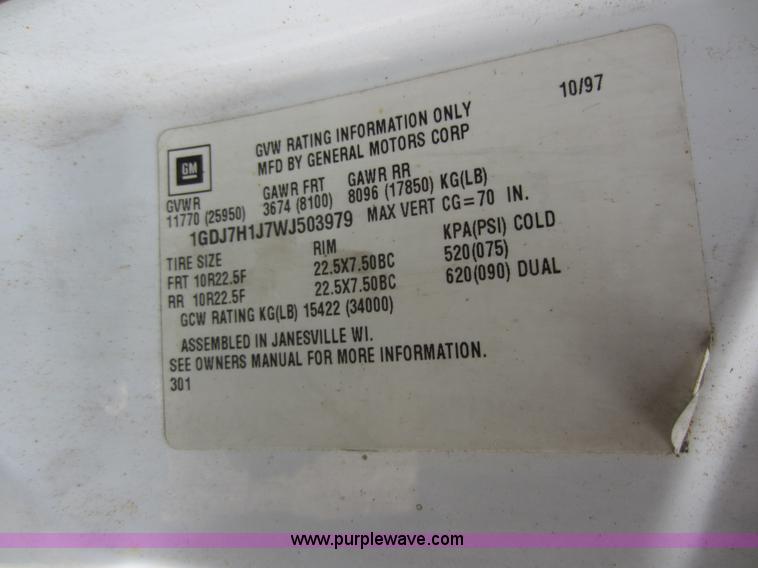 10/97
GM
GVW RATING INFORMATION ONLY
MFD BY GENERAL MOTORS CORP
GVWR GAWR FRT GAWR RR
11770 (25950) 3674 (8100) 8096 (17850) KG(LB)
1GDJ7H1J7WJ503979 MAX VERT CG=70 IN.
TIRE SIZE RIM KPA(PSI) COLD
FRT 10R22.5F 22.5X7.50BC 520(075)
RR 10R22.5F 22.5X7.50BC 620(090) DUAL
GCW RATING KG(LB) 15422 (34000)
ASSEMBLED IN JANESVILLE WI.
SEE OWNERS MANUAL FOR MORE INFORMATION.
301
www.purplewave.com